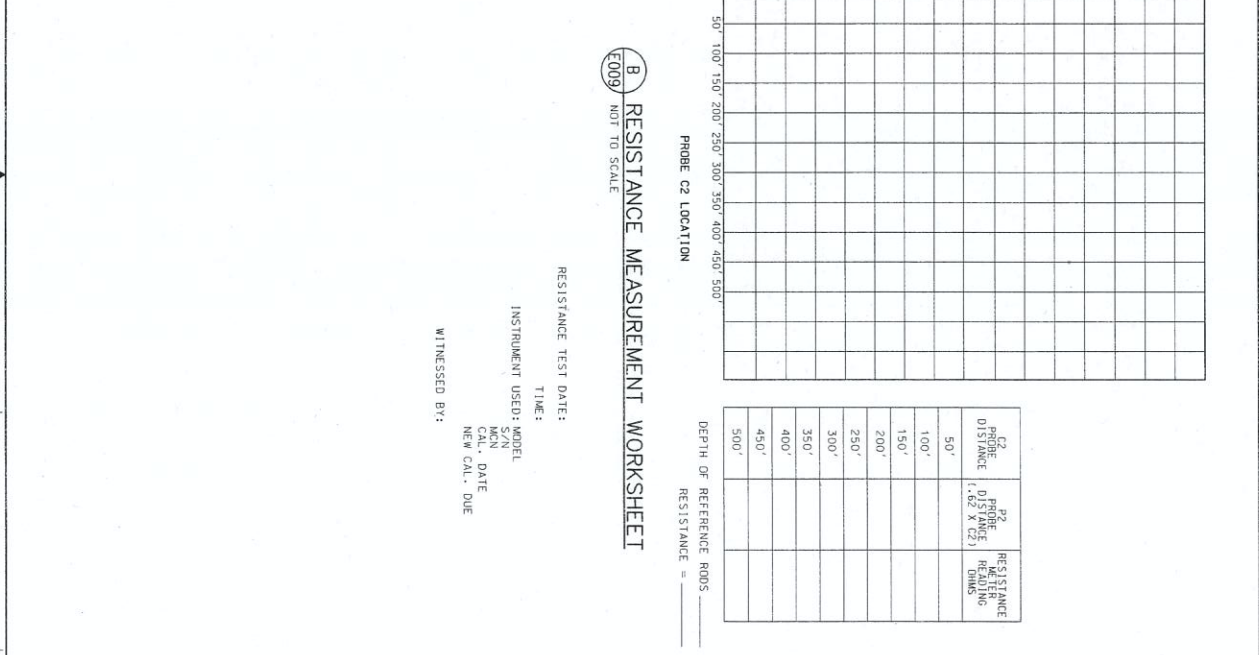 50' 100' 150' 200' 250' 300' 350' 400' 450' 500'
PROBE C2 LOCATION
C2
PROBE
DISTANCE
P2
PROBE
DISTANCE
(.62 X C2)
RESISTANCE
METER
READING
OHMS
50'
100'
150'
200'
250'
300'
350'
400'
450'
500'
DEPTH OF REFERENCE RODS
RESISTANCE =
B
E009
RESISTANCE MEASUREMENT WORKSHEET
NOT TO SCALE
RESISTANCE TEST DATE:
TIME:
INSTRUMENT USED: MODEL
S/N
MCN
CAL. DATE
NEW CAL. DUE
WITNESSED BY: